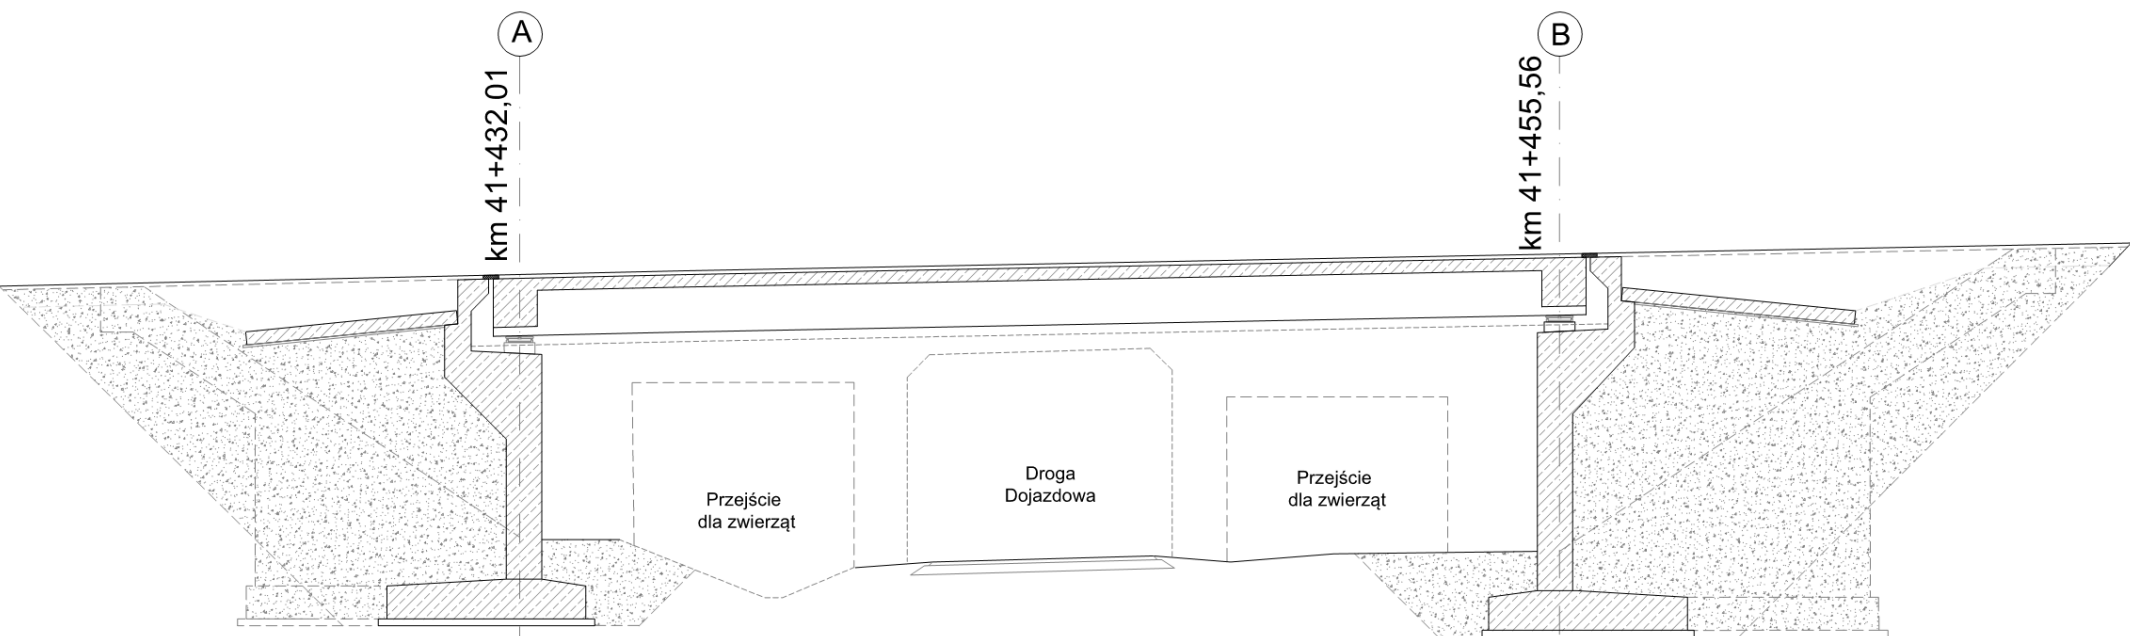 A
B
km 41+432,01
km 41+455,56
Przejście
dla zwierząt
Droga
Dojazdowa
Przejście
dla zwierząt